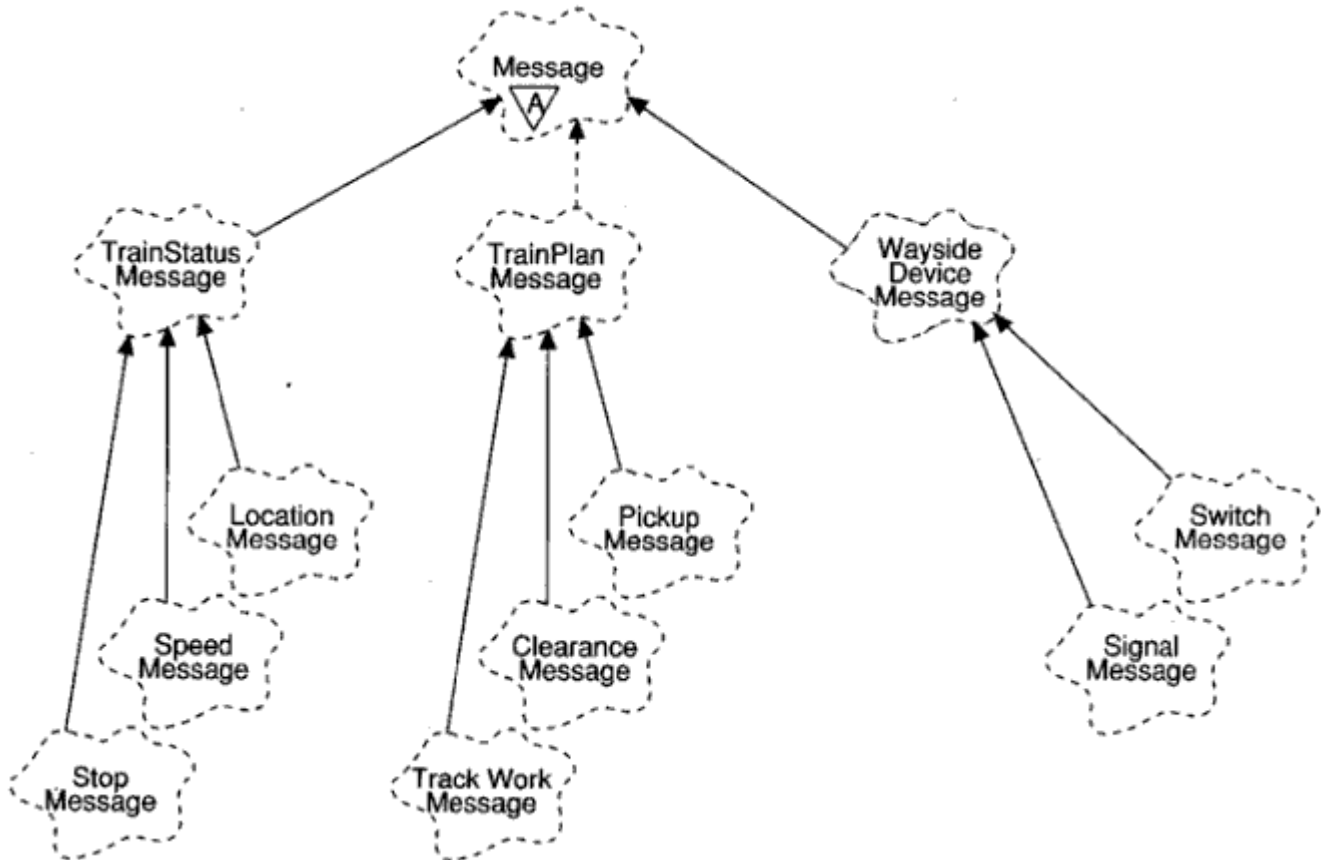 Message
A
TrainStatus
Message
TrainPlan
Message
Wayside
Device
Message
Location
Message
Pickup
Message
Switch
Message
Speed
Message
Clearance
Message
Signal
Message
Stop
Message
Track Work
Message